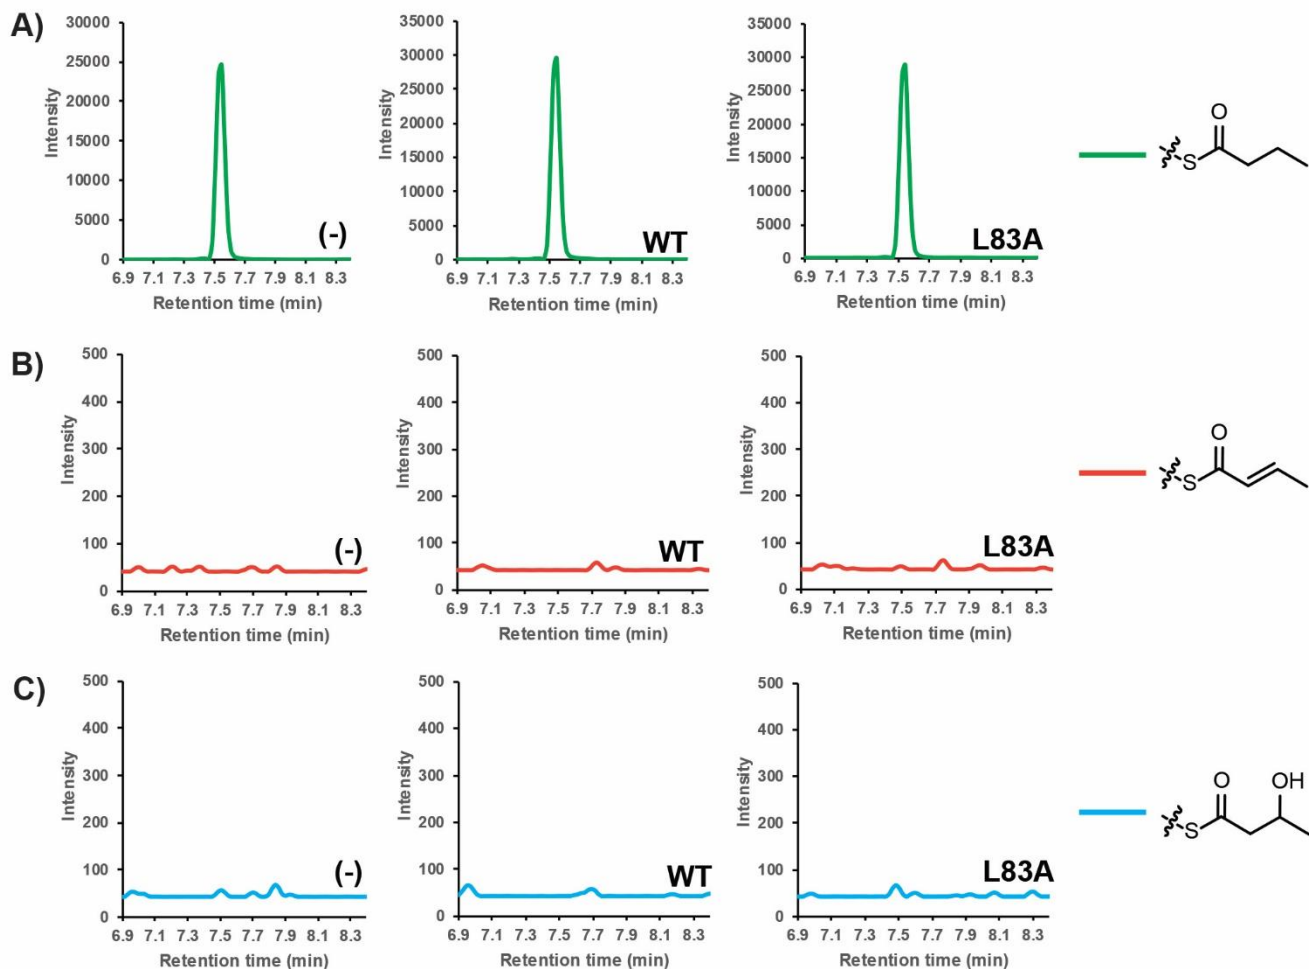 A)
30000
25000
20000
15000
10000
5000
0
Intensity
6.9 7.1 7.3 7.5 7.7 7.9 8.1 8.3
Retention time (min)
(-)
35000
30000
25000
20000
15000
10000
5000
0
Intensity
6.9 7.1 7.3 7.5 7.7 7.9 8.1 8.3
Retention time (min)
WT
35000
30000
25000
20000
15000
10000
5000
0
Intensity
6.9 7.1 7.3 7.5 7.7 7.9 8.1 8.3
Retention time (min)
L83A
O
S
B)
500
400
300
200
100
0
Intensity
6.9 7.1 7.3 7.5 7.7 7.9 8.1 8.3
Retention time (min)
(-)
500
400
300
200
100
0
Intensity
6.9 7.1 7.3 7.5 7.7 7.9 8.1 8.3
Retention time (min)
WT
500
400
300
200
100
0
Intensity
6.9 7.1 7.3 7.5 7.7 7.9 8.1 8.3
Retention time (min)
L83A
O
S
C)
500
400
300
200
100
0
Intensity
6.9 7.1 7.3 7.5 7.7 7.9 8.1 8.3
Retention time (min)
(-)
500
400
300
200
100
0
Intensity
6.9 7.1 7.3 7.5 7.7 7.9 8.1 8.3
Retention time (min)
WT
500
400
300
200
100
0
Intensity
6.9 7.1 7.3 7.5 7.7 7.9 8.1 8.3
Retention time (min)
L83A
O OH
S